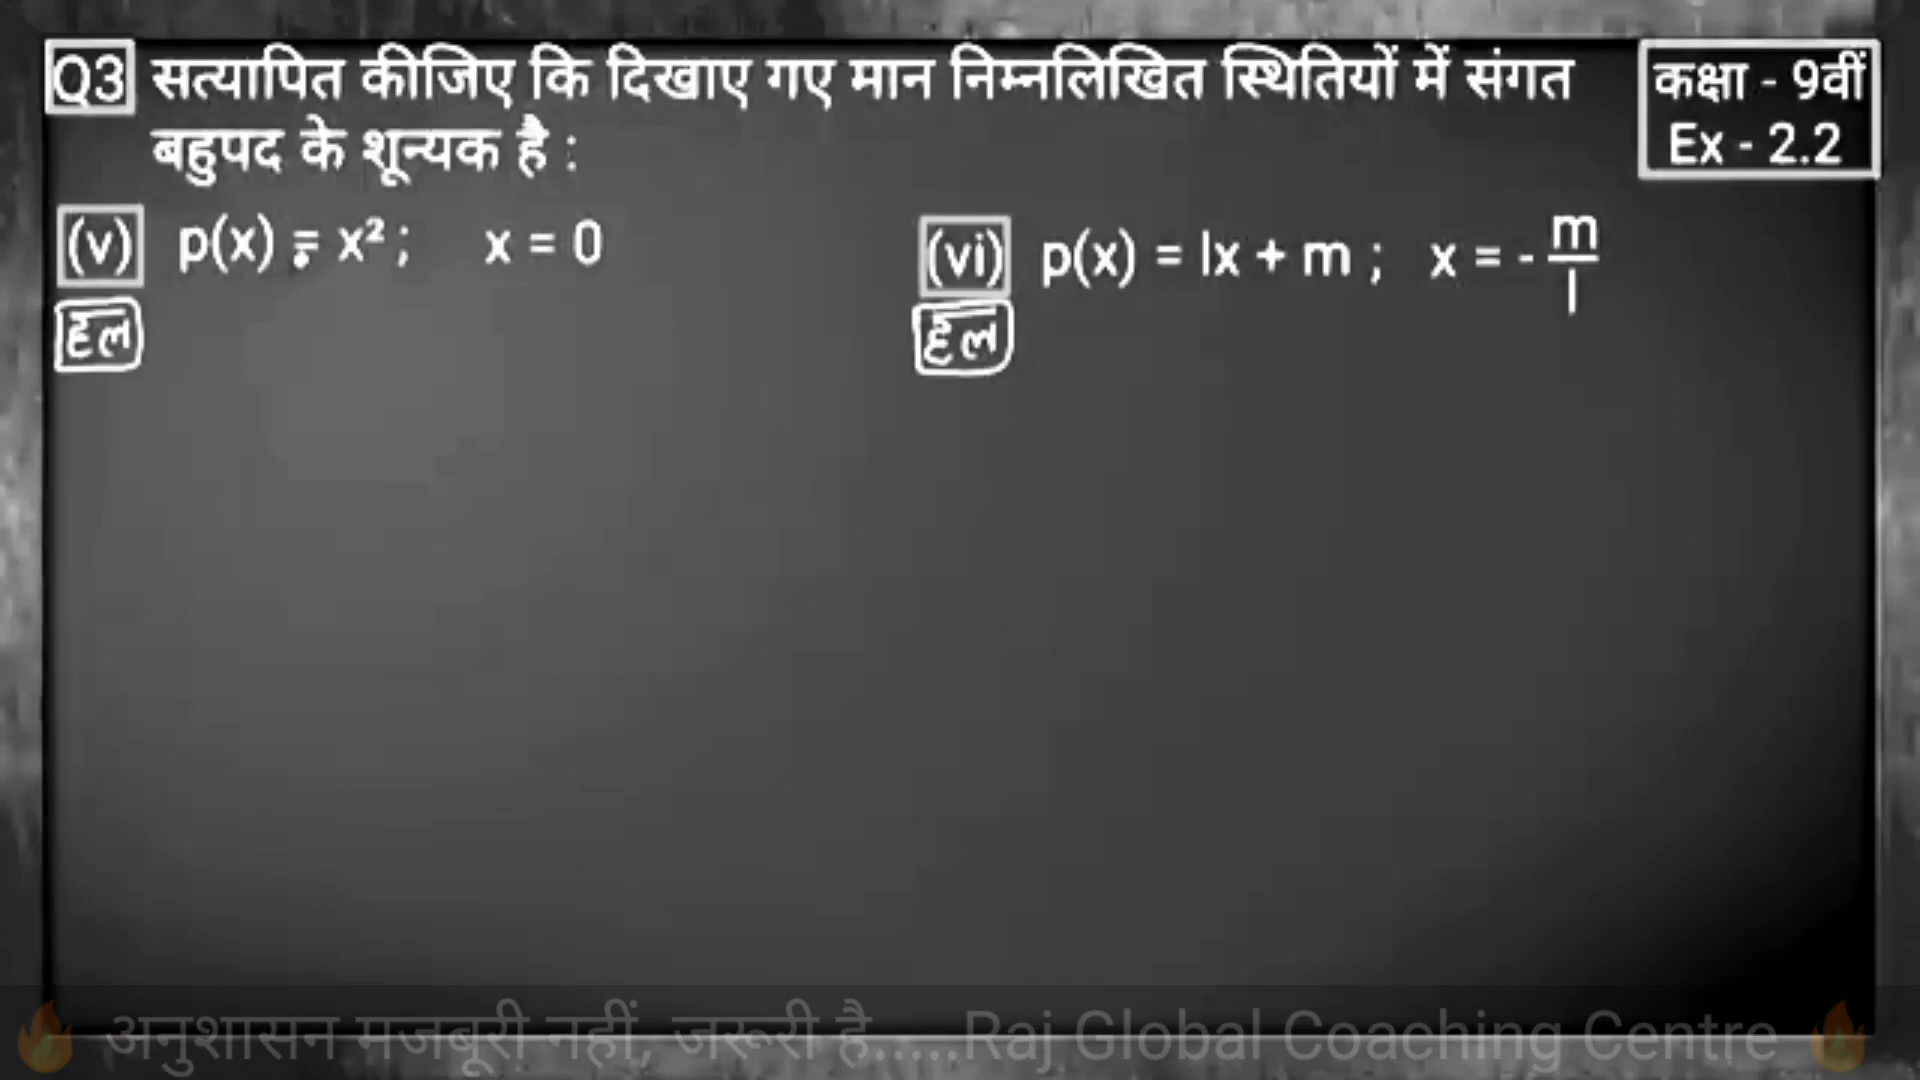 Q3 सत्यापित कीजिए कि दिखाए गए मान निम्नलिखित स्थितियों में संगत
बहुपद के शून्यक है :
कक्षा - 9वीं
Ex - 2.2
(v) p(x) = x² ; x = 0
हल
(vi) p(x) = lx + m ; x = - m/l
हल
🔥 अनुशासन मजबूरी नहीं, जरूरी है.....Raj Global Coaching Centre 🔥